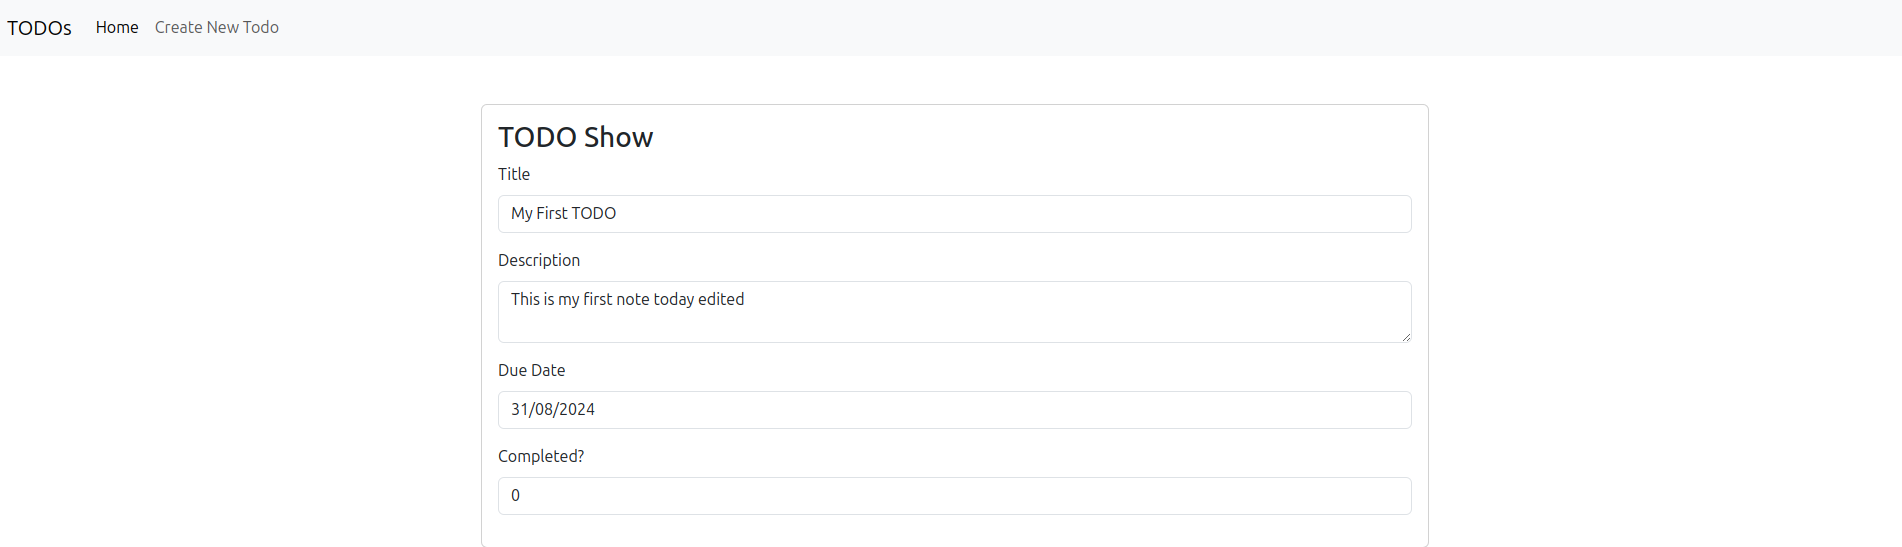 TODOs Home Create New Todo
TODO Show
Title
My First TODO
Description
This is my first note today edited
Due Date
31/08/2024
Completed?
0